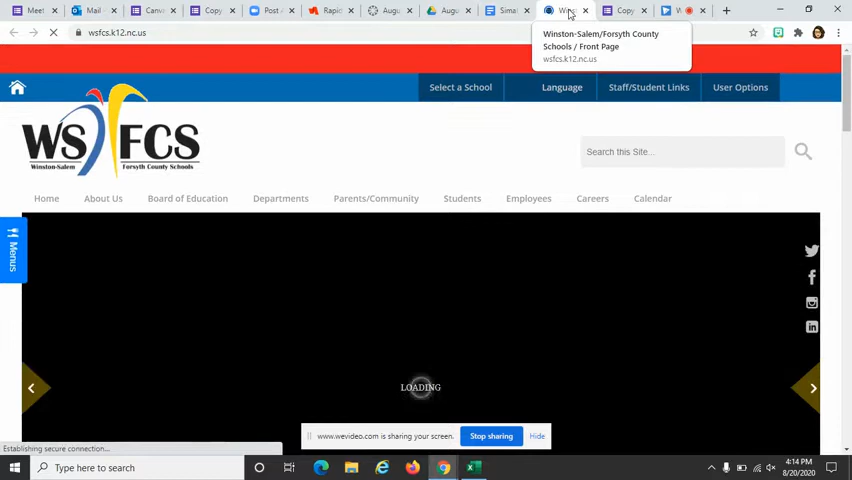 Meet
Mail -
Canv
Copy
Post A
Rapid
Augu
Augu
Simal
Copy
wsfcs.k12.nc.us
Winston-Salem/Forsyth County
Schools / Front Page
wsfcs.k12.nc.us
Select a School
Language
Staff/Student Links
User Options
WS FCS
Winston-Salem
Forsyth County Schools
Search this Site...
Home
About Us
Board of Education
Departments
Parents/Community
Students
Employees
Careers
Calendar
Menus
LOADING
www.wevideo.com is sharing your screen.
Stop sharing
Hide
Establishing secure connection...
Type here to search
4:14 PM
8/20/2020